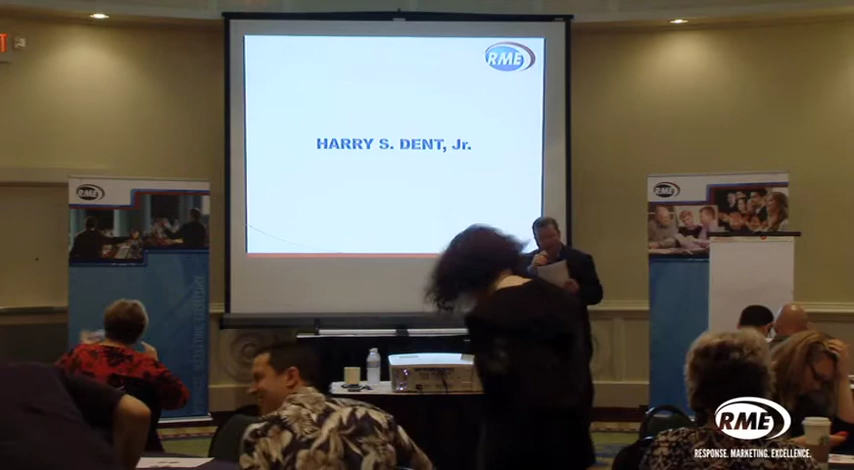 RME
HARRY S. DENT, Jr.
RME
RME
RME
RESPONSE. MARKETING. EXCELLENCE.